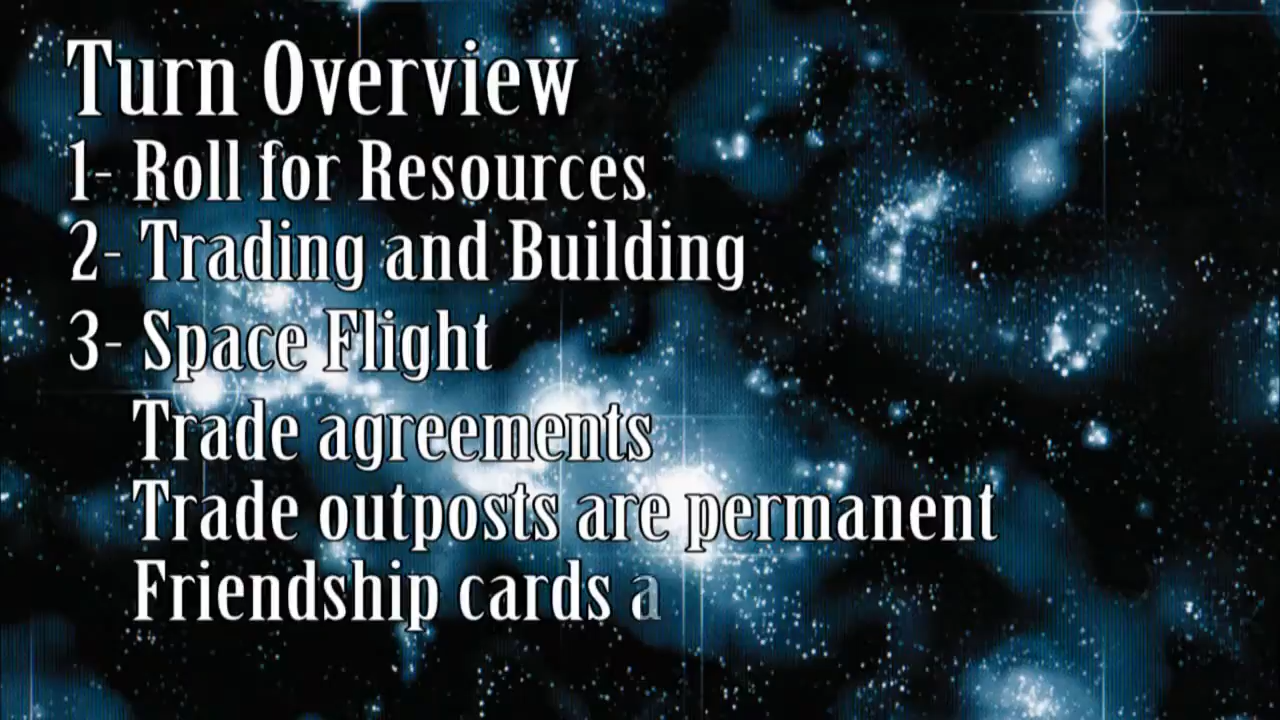 Turn Overview
1- Roll for Resources
2- Trading and Building
3- Space Flight
Trade agreements
Trade outposts are permanent
Friendship cards a